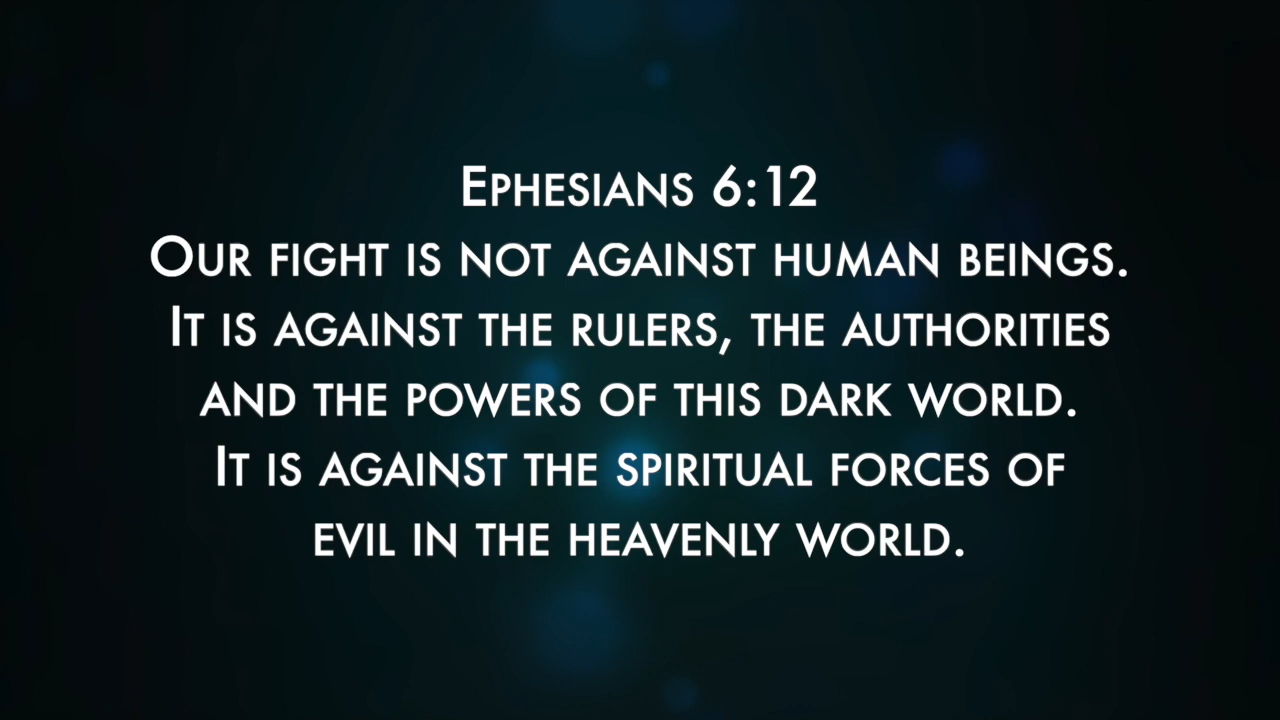 Ephesians 6:12
Our fight is not against human beings.
It is against the rulers, the authorities
and the powers of this dark world.
It is against the spiritual forces of
evil in the heavenly world.